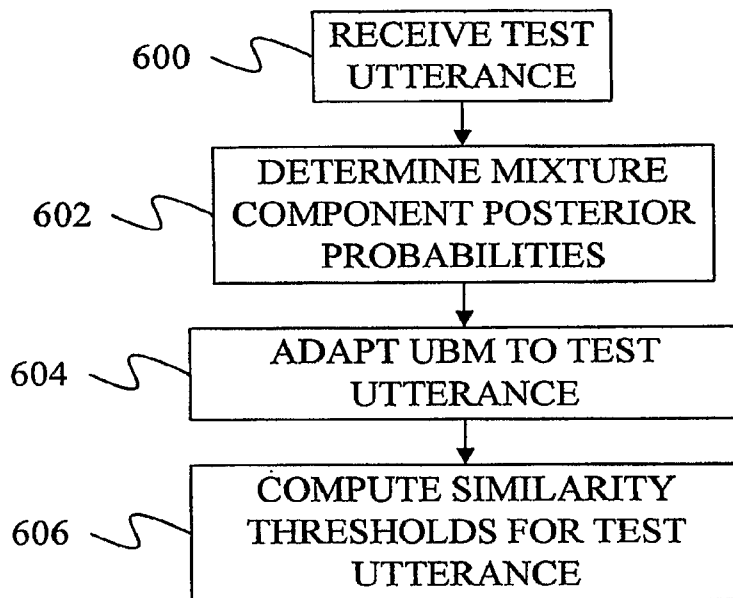 600
RECEIVE TEST
UTTERANCE
602
DETERMINE MIXTURE
COMPONENT POSTERIOR
PROBABILITIES
604
ADAPT UBM TO TEST
UTTERANCE
606
COMPUTE SIMILARITY
THRESHOLDS FOR TEST
UTTERANCE